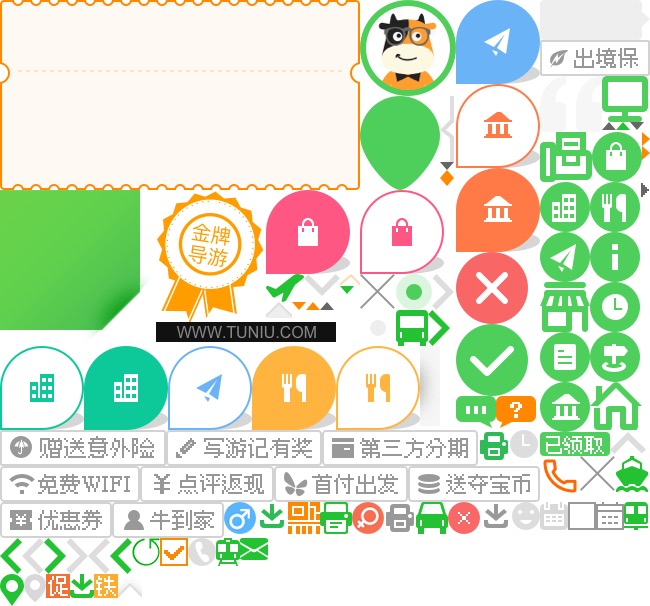 出境保
金牌
导游
WWW.TUNIU.COM
?
赠送意外险
写游记有奖
第三方分期
已领取
免费WIFI
点评返现
首付出发
送夺宝币
优惠券
牛到家
促
铁